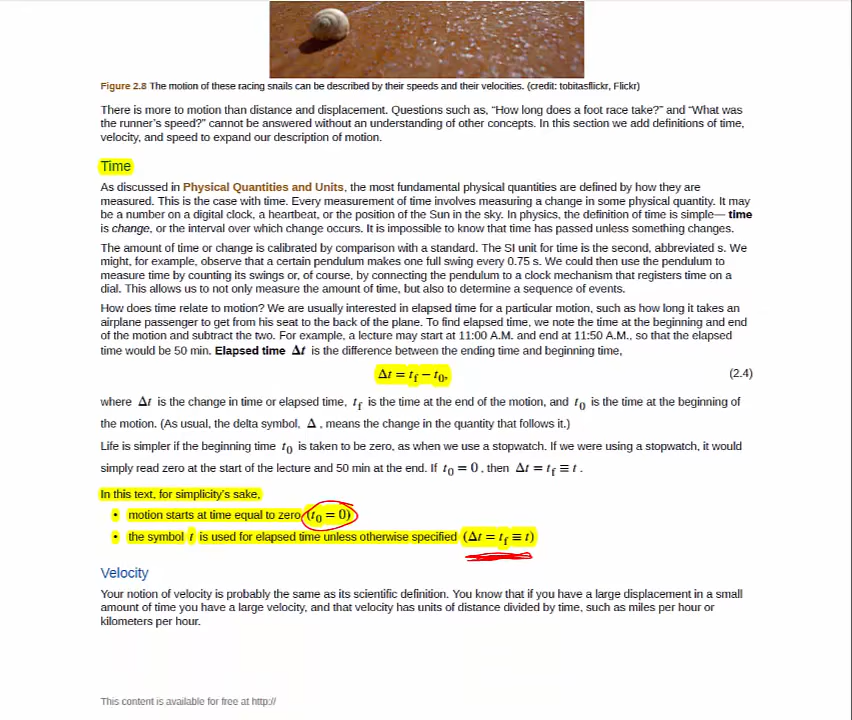 Figure 2.8 The motion of these racing snails can be described by their speeds and their velocities. (credit: tobitasflickr, Flickr)
There is more to motion than distance and displacement. Questions such as, “How long does a foot race take?” and “What was
the runner’s speed?” cannot be answered without an understanding of other concepts. In this section we add definitions of time,
velocity, and speed to expand our description of motion.
Time
As discussed in Physical Quantities and Units, the most fundamental physical quantities are defined by how they are
measured. This is the case with time. Every measurement of time involves measuring a change in some physical quantity. It may
be a number on a digital clock, a heartbeat, or the position of the Sun in the sky. In physics, the definition of time is simple— time
is change, or the interval over which change occurs. It is impossible to know that time has passed unless something changes.
The amount of time or change is calibrated by comparison with a standard. The SI unit for time is the second, abbreviated s. We
might, for example, observe that a certain pendulum makes one full swing every 0.75 s. We could then use the pendulum to
measure time by counting its swings or, of course, by connecting the pendulum to a clock mechanism that registers time on a
dial. This allows us to not only measure the amount of time, but also to determine a sequence of events.
How does time relate to motion? We are usually interested in elapsed time for a particular motion, such as how long it takes an
airplane passenger to get from his seat to the back of the plane. To find elapsed time, we note the time at the beginning and end
of the motion and subtract the two. For example, a lecture may start at 11:00 A.M. and end at 11:50 A.M., so that the elapsed
time would be 50 min. Elapsed time Δt is the difference between the ending time and beginning time,
Δt = t_f − t_0, (2.4)
where Δt is the change in time or elapsed time, t_f is the time at the end of the motion, and t_0 is the time at the beginning of
the motion. (As usual, the delta symbol, Δ , means the change in the quantity that follows it.)
Life is simpler if the beginning time t_0 is taken to be zero, as when we use a stopwatch. If we were using a stopwatch, it would
simply read zero at the start of the lecture and 50 min at the end. If t_0 = 0 , then Δt = t_f ≡ t .
In this text, for simplicity’s sake,
• motion starts at time equal to zero (t_0 = 0)
• the symbol t is used for elapsed time unless otherwise specified (Δt = t_f ≡ t)
Velocity
Your notion of velocity is probably the same as its scientific definition. You know that if you have a large displacement in a small
amount of time you have a large velocity, and that velocity has units of distance divided by time, such as miles per hour or
kilometers per hour.
This content is available for free at http://